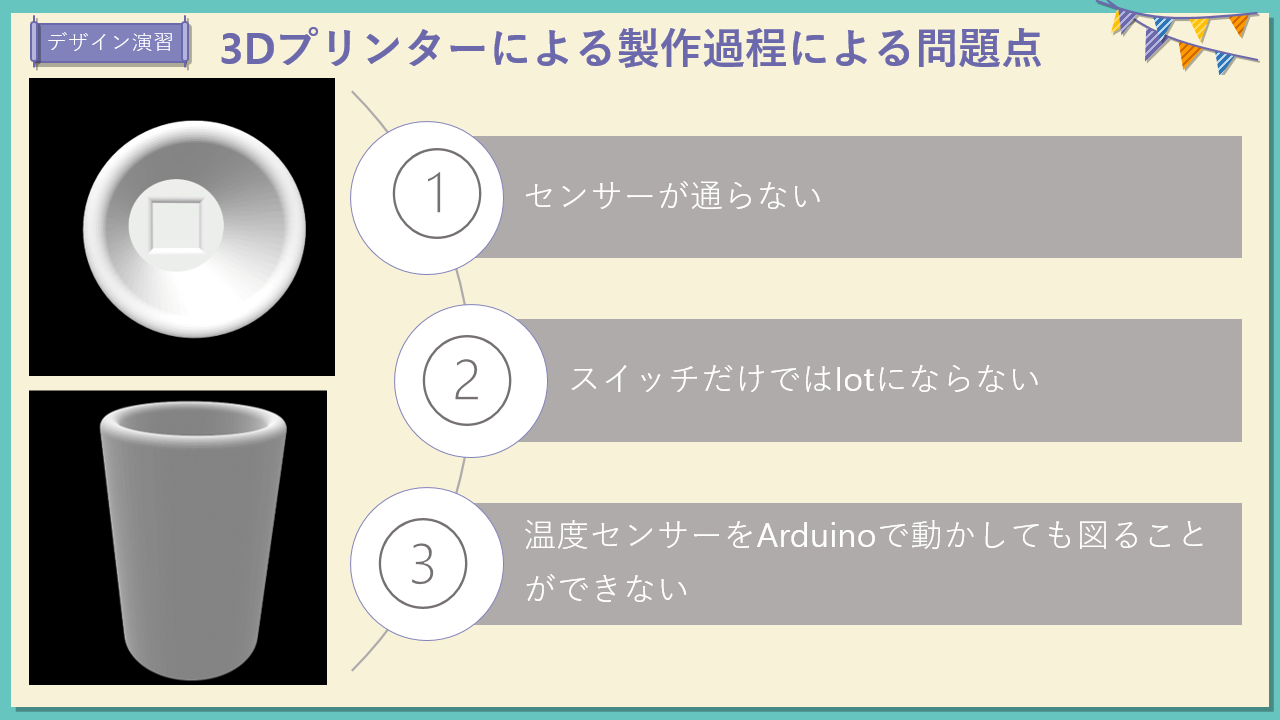 デザイン演習
3Dプリンターによる製作過程による問題点
1
センサーが通らない
2
スイッチだけではIotにならない
3
温度センサーをArduinoで動かしても図ること
ができない